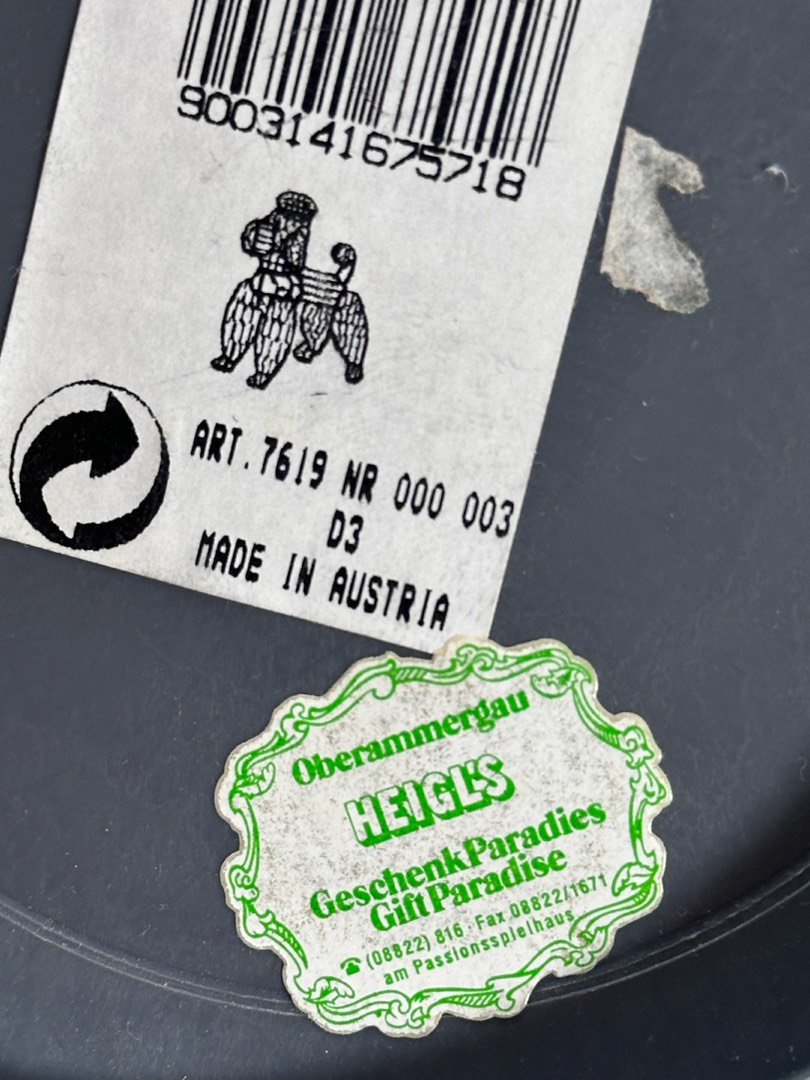 9003141675718
ART.7619 NR 000 003
D3
MADE IN AUSTRIA
Oberammergau
HEIGL'S
GeschenkParadies
GiftParadise
☎ (08822) 816 · Fax 08822/1671
am Passionsspielhaus